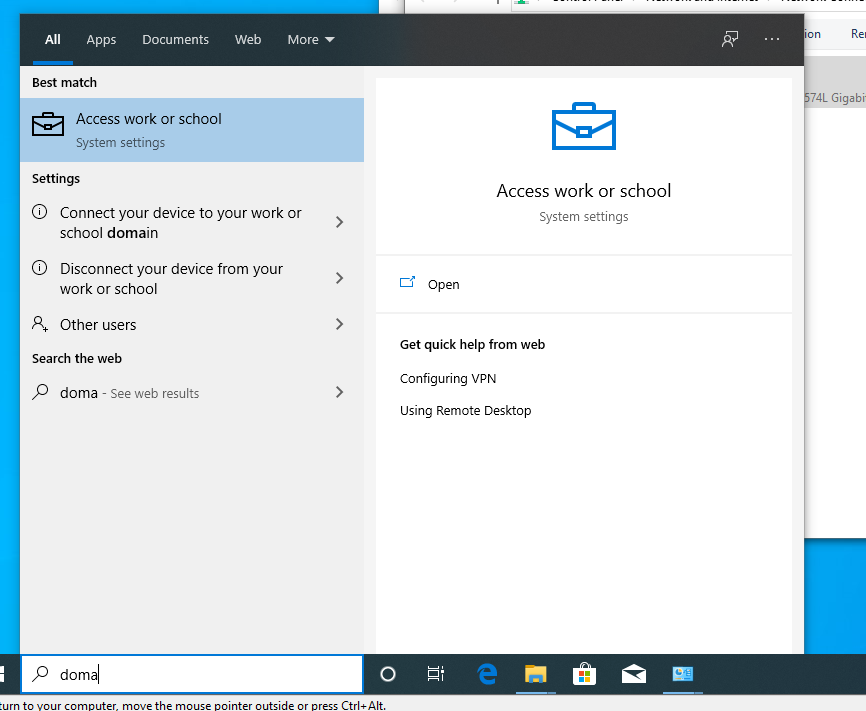 All Apps Documents Web More
Best match
Access work or school
System settings
Settings
Connect your device to your work or
school domain
Disconnect your device from your
work or school
Other users
Search the web
doma - See web results
Access work or school
System settings
Open
Get quick help from web
Configuring VPN
Using Remote Desktop
574L Gigabi
doma
turn to your computer, move the mouse pointer outside or press Ctrl+Alt.